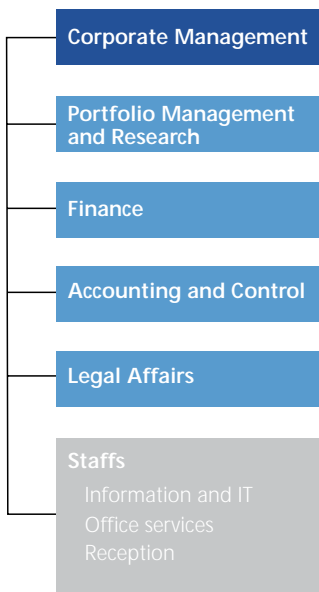 Corporate Management
Portfolio Management
and Research
Finance
Accounting and Control
Legal Affairs
Staffs
Information and IT
Office services
Reception